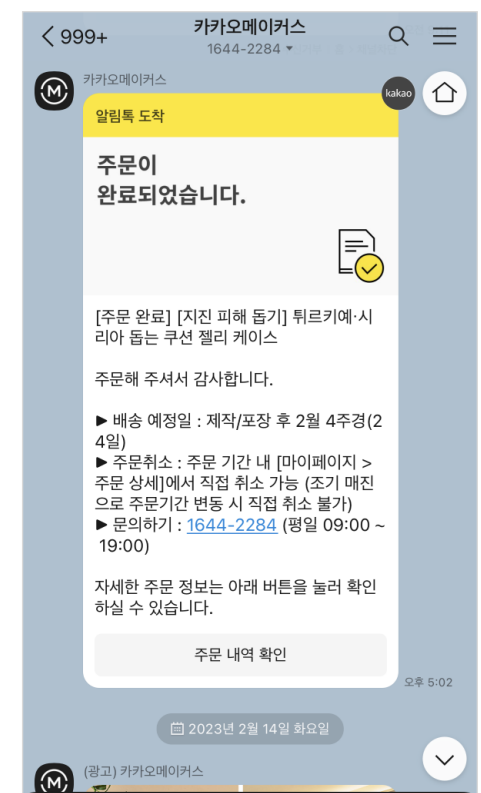 999+
카카오메이커스
1644-2284
카카오메이커스
kakao
알림톡 도착
주문이
완료되었습니다.
[주문 완료] [지진 피해 돕기] 튀르키예·시
리아 돕는 쿠션 젤리 케이스
주문해 주셔서 감사합니다.
▶ 배송 예정일 : 제작/포장 후 2월 4주경(2
4일)
▶ 주문취소 : 주문 기간 내 [마이페이지 >
주문 상세]에서 직접 취소 가능 (조기 매진
으로 주문기간 변동 시 직접 취소 불가)
▶ 문의하기 : 1644-2284 (평일 09:00 ~
19:00)
자세한 주문 정보는 아래 버튼을 눌러 확인
하실 수 있습니다.
주문 내역 확인
오후 5:02
2023년 2월 14일 화요일
(광고) 카카오메이커스